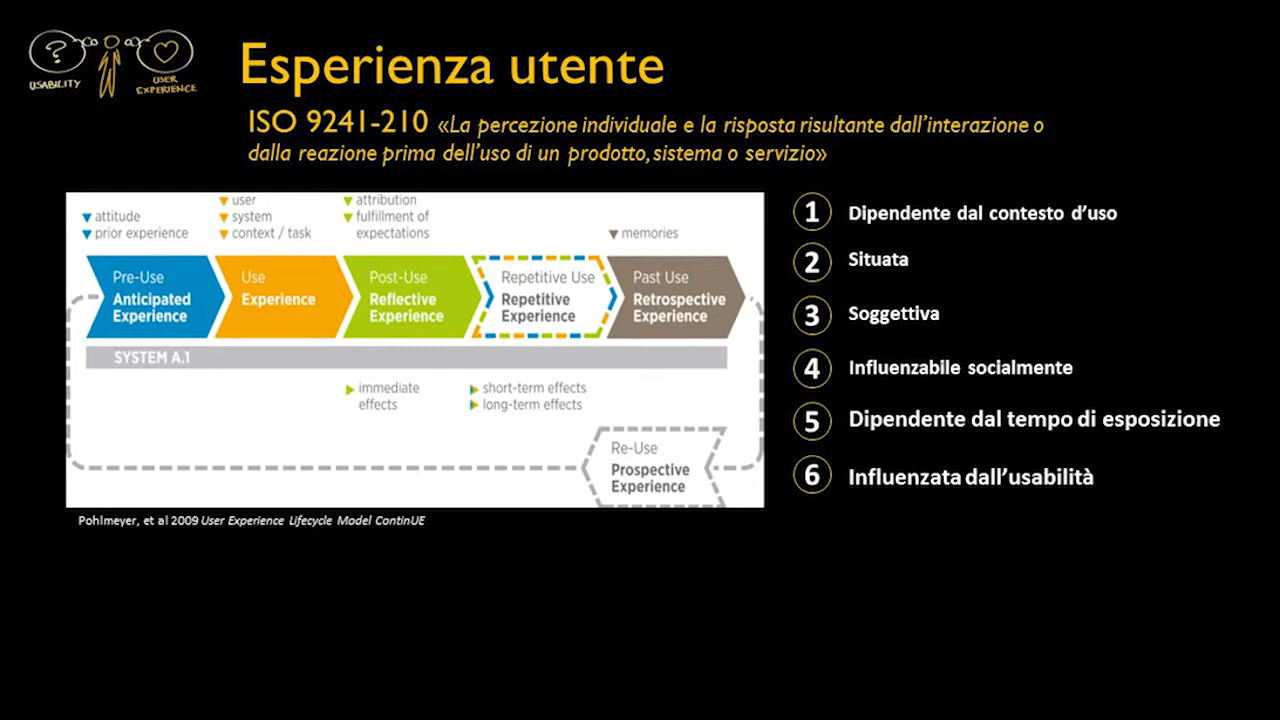 USABILITY
?
USER
EXPERIENCE
Esperienza utente
ISO 9241-210 «La percezione individuale e la risposta risultante dall'interazione o
dalla reazione prima dell'uso di un prodotto, sistema o servizio»
attitude
prior experience
user
system
context / task
attribution
fulfillment of
expectations
memories
Pre-Use
Anticipated
Experience
Use
Experience
Post-Use
Reflective
Experience
Repetitive Use
Repetitive
Experience
Past Use
Retrospective
Experience
SYSTEM A.1
immediate
effects
short-term effects
long-term effects
Re-Use
Prospective
Experience
Pohlmeyer, et al 2009 User Experience Lifecycle Model ContinUE
1 Dipendente dal contesto d'uso
2 Situata
3 Soggettiva
4 Influenzabile socialmente
5 Dipendente dal tempo di esposizione
6 Influenzata dall'usabilità